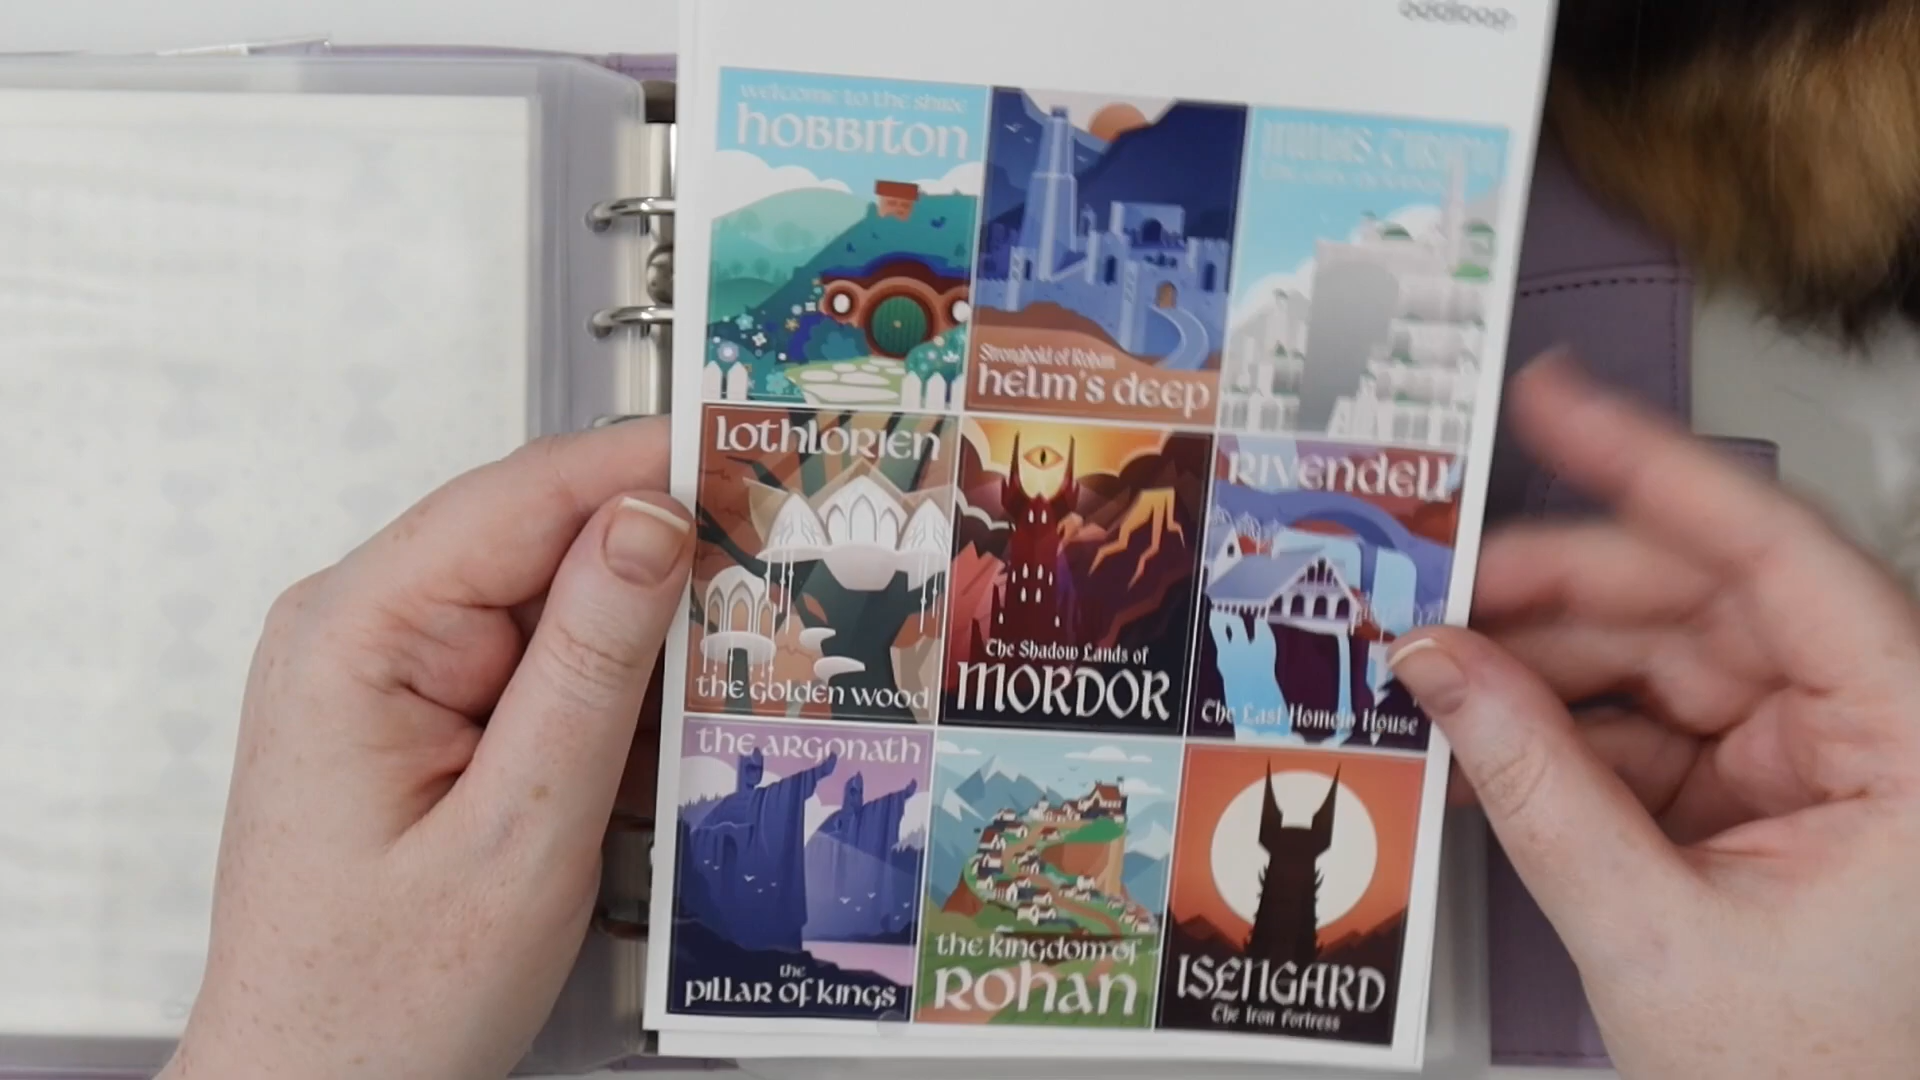 welcome to the shire
hobbiton
Stronghold of Rohan
helm's deep
Lothlorien
the golden wood
The Shadow Lands of
MORDOR
Rivendell
The Last Homely House
the argonath
the
pillar of kings
the kingdom of
Rohan
ISENGARD
The Iron Fortress